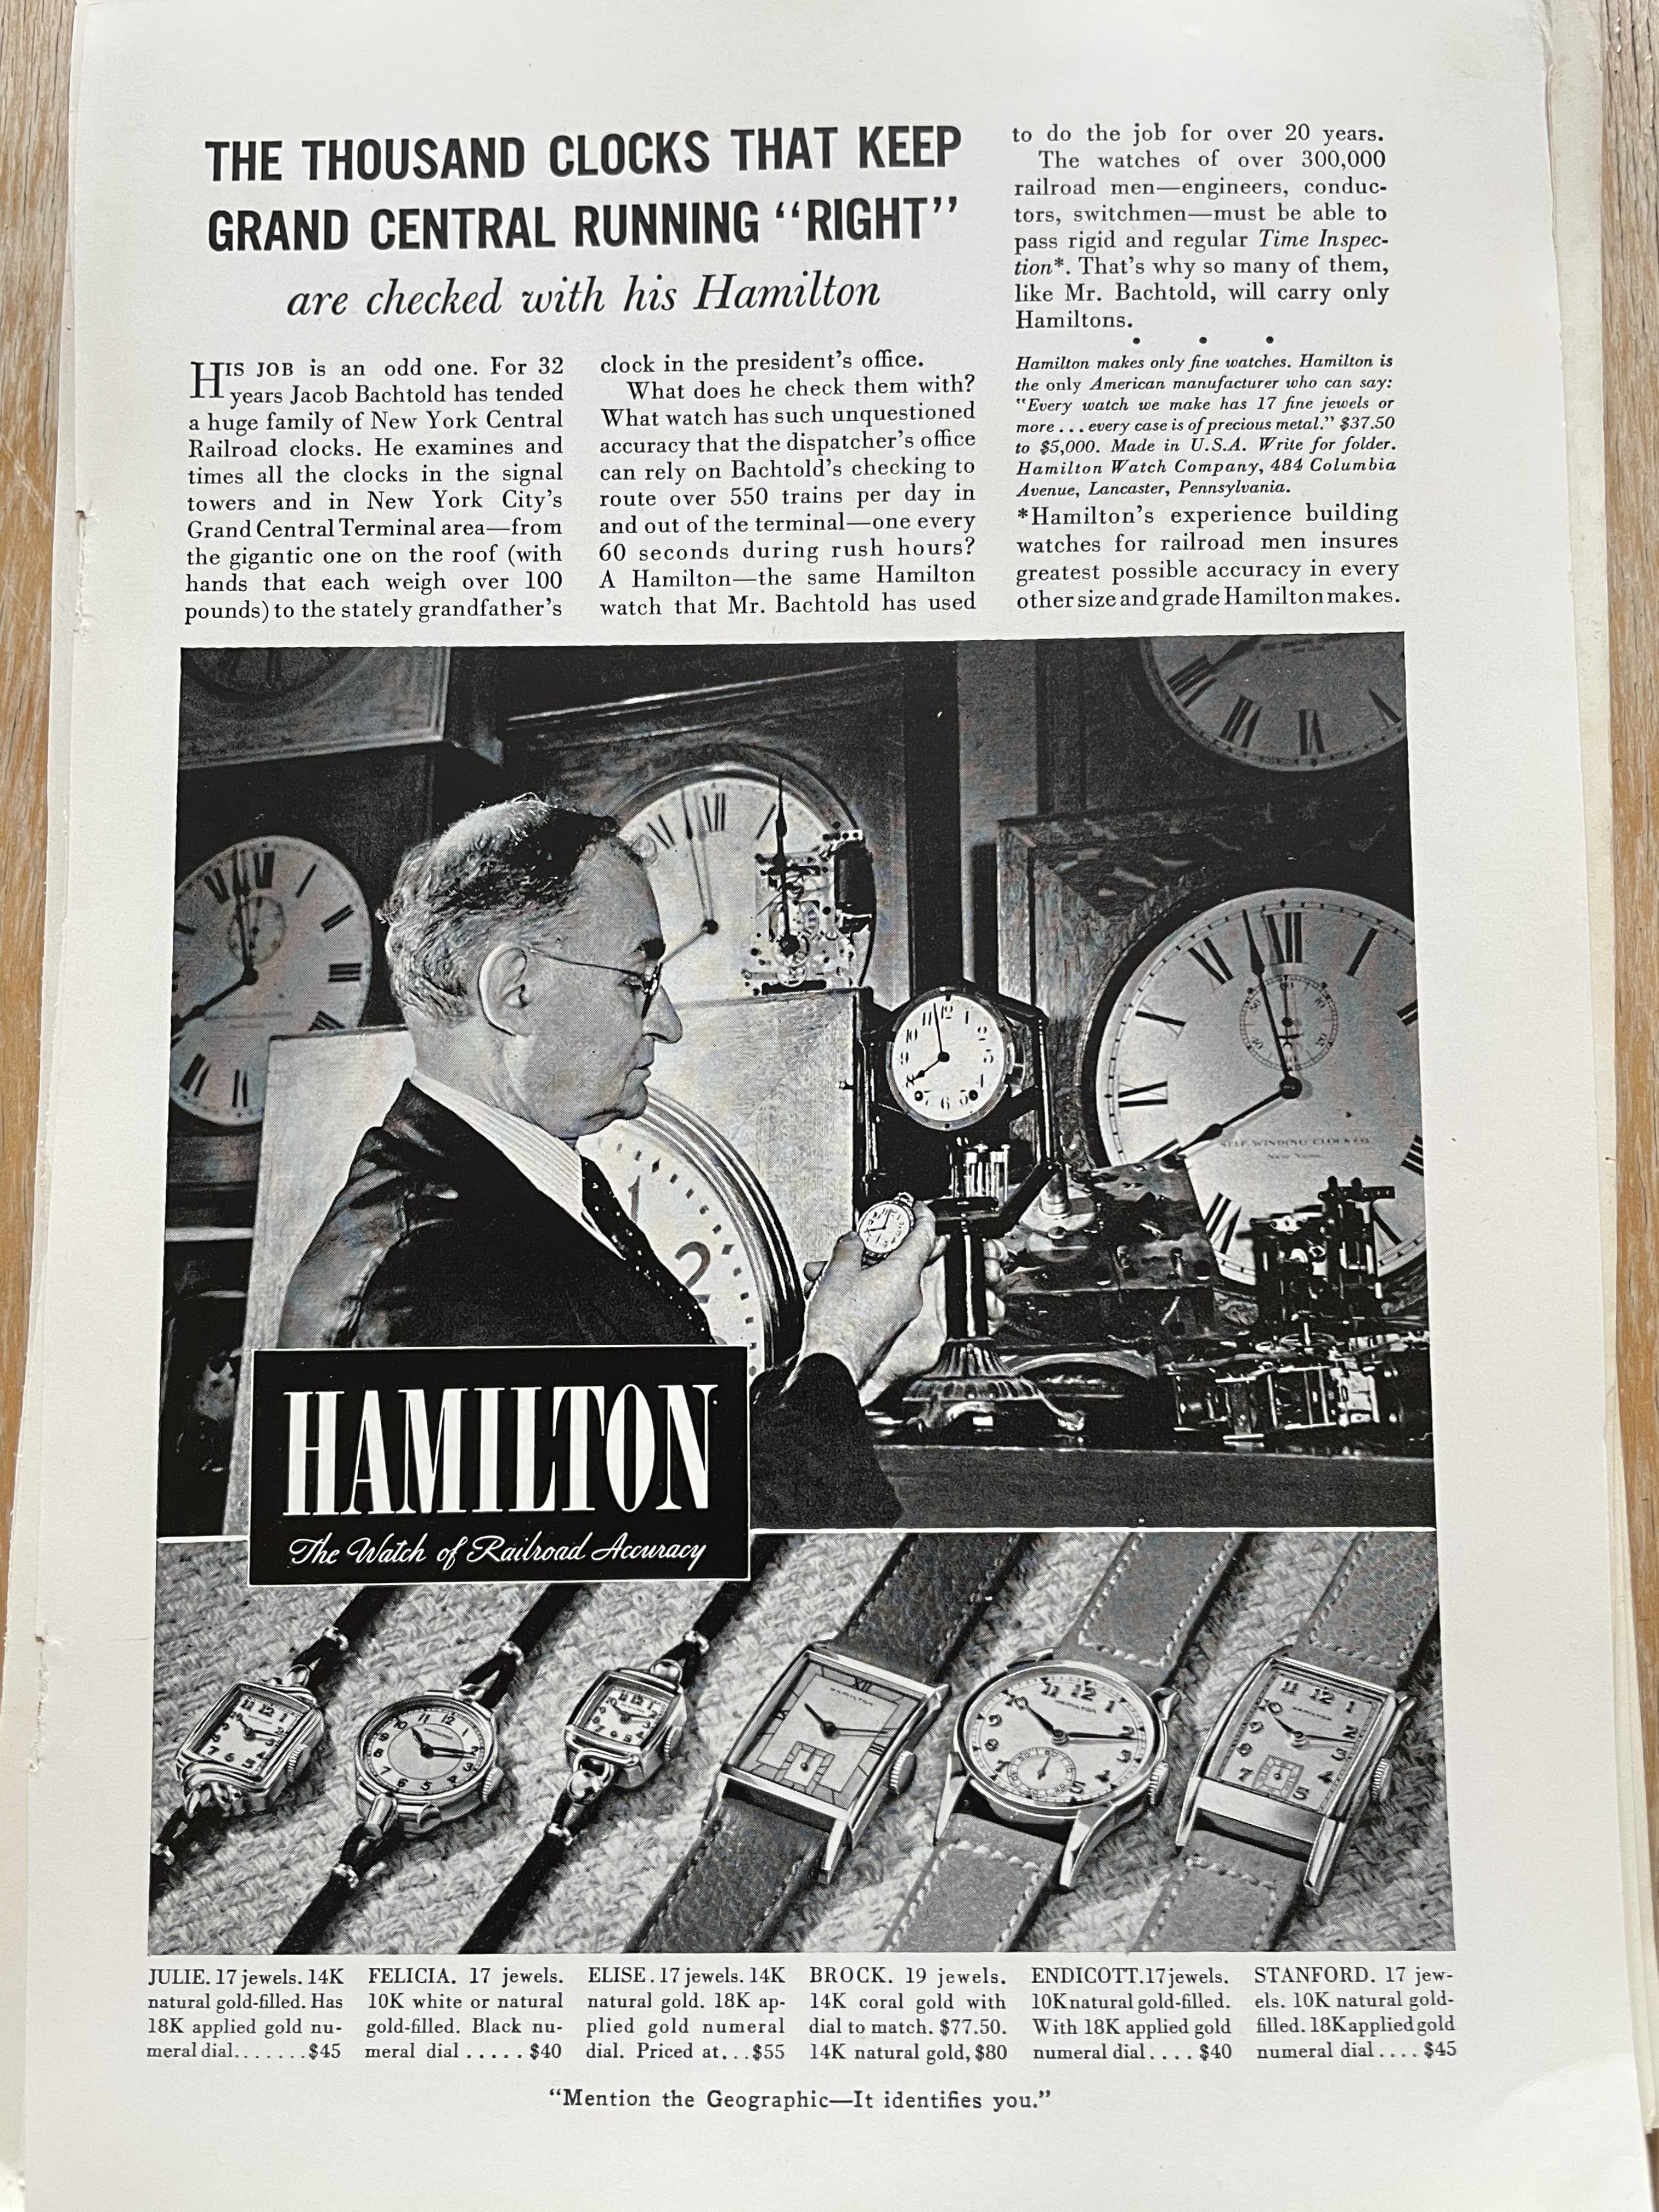 THE THOUSAND CLOCKS THAT KEEP
GRAND CENTRAL RUNNING “RIGHT”
are checked with his Hamilton
HIS JOB is an odd one. For 32
years Jacob Bachtold has tended
a huge family of New York Central
Railroad clocks. He examines and
times all the clocks in the signal
towers and in New York City’s
Grand Central Terminal area—from
the gigantic one on the roof (with
hands that each weigh over 100
pounds) to the stately grandfather’s
clock in the president’s office.
What does he check them with?
What watch has such unquestioned
accuracy that the dispatcher’s office
can rely on Bachtold’s checking to
route over 550 trains per day in
and out of the terminal—one every
60 seconds during rush hours?
A Hamilton—the same Hamilton
watch that Mr. Bachtold has used
to do the job for over 20 years.
The watches of over 300,000
railroad men—engineers, conduc-
tors, switchmen—must be able to
pass rigid and regular Time Inspec-
tion*. That’s why so many of them,
like Mr. Bachtold, will carry only
Hamiltons.
• • •
Hamilton makes only fine watches. Hamilton is
the only American manufacturer who can say:
“Every watch we make has 17 fine jewels or
more . . . every case is of precious metal.” $37.50
to $5,000. Made in U.S.A. Write for folder.
Hamilton Watch Company, 484 Columbia
Avenue, Lancaster, Pennsylvania.
*Hamilton’s experience building
watches for railroad men insures
greatest possible accuracy in every
other size and grade Hamilton makes.
SELF WINDING CLOCK CO.
New York
HAMILTON
The Watch of Railroad Accuracy
JULIE. 17 jewels. 14K
natural gold-filled. Has
18K applied gold nu-
meral dial.......$45
FELICIA. 17 jewels.
10K white or natural
gold-filled. Black nu-
meral dial ..... $40
ELISE. 17 jewels. 14K
natural gold. 18K ap-
plied gold numeral
dial. Priced at...$55
BROCK. 19 jewels.
14K coral gold with
dial to match. $77.50.
14K natural gold, $80
ENDICOTT. 17 jewels.
10K natural gold-filled.
With 18K applied gold
numeral dial.... $40
STANFORD. 17 jew-
els. 10K natural gold-
filled. 18K applied gold
numeral dial.... $45
“Mention the Geographic—It identifies you.”